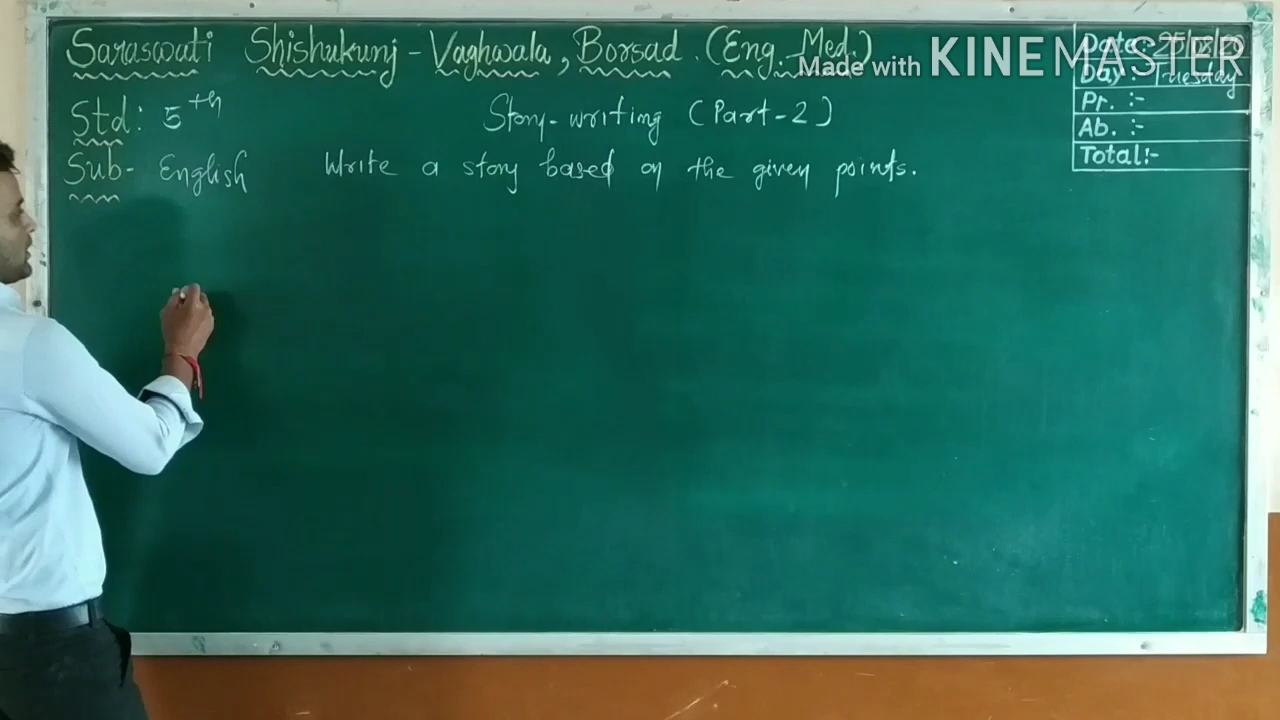 Saraswati Shishukunj - Vaghwala, Borsad. (Eng. Med.)
Made with KINEMASTER
Date:-
Day:- Tuesday
Pr. :-
Ab. :-
Total:-
Std: 5th
Story-writing (Part-2)
Sub- English
Write a story based on the given points.